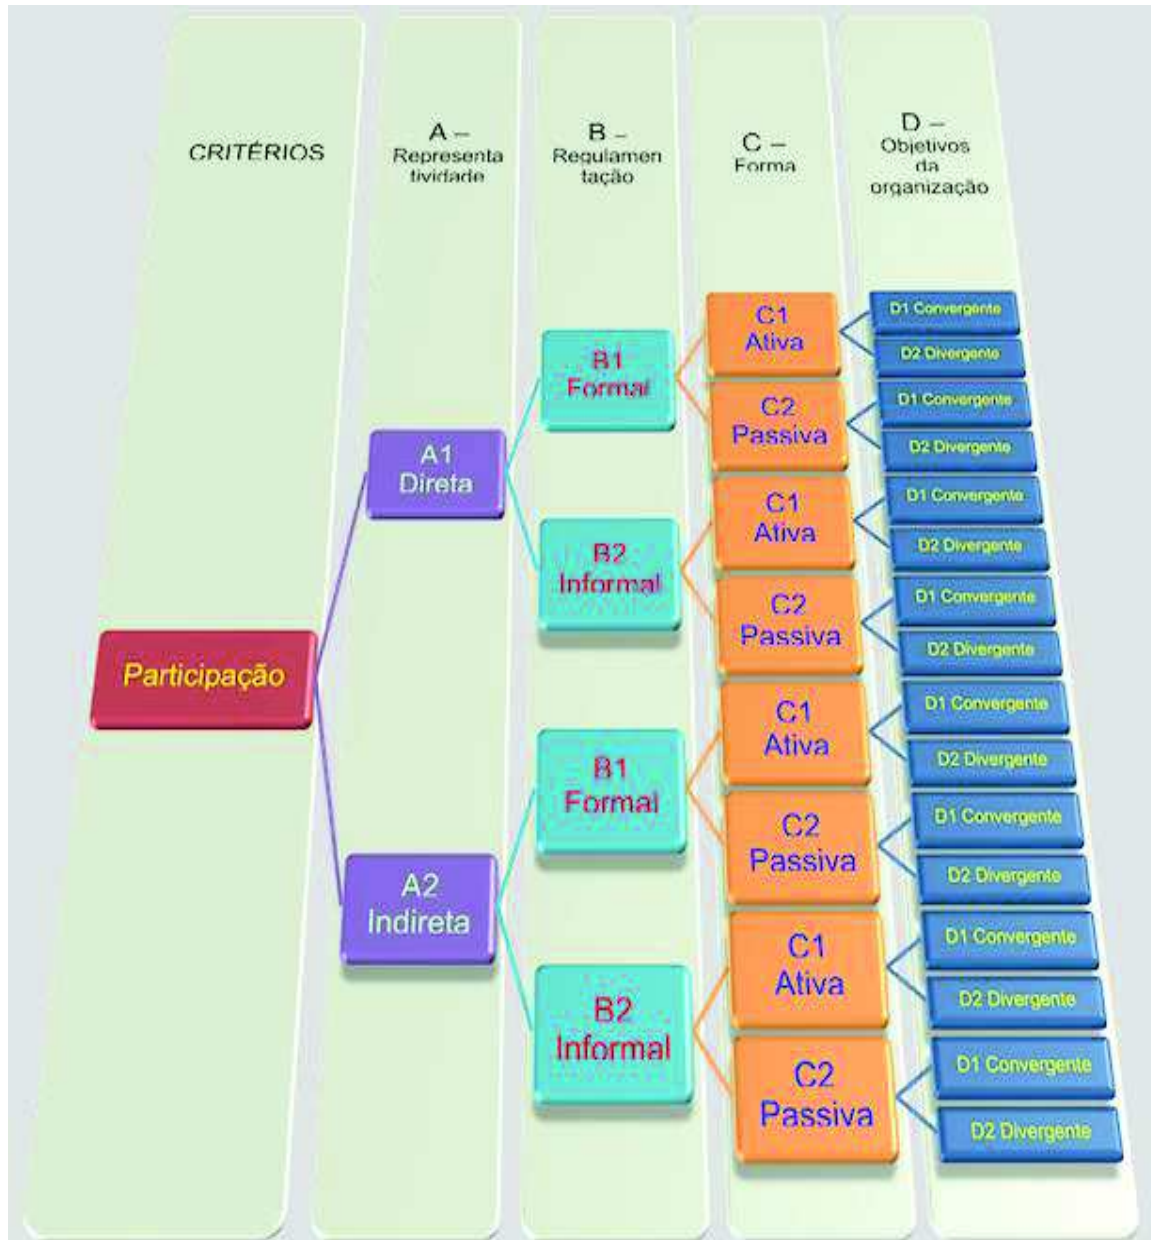 CRITÉRIOS
A –
Representa
tividade
B –
Regulamen
tação
C –
Forma
D –
Objetivos
da
organização
Participação
A1
Direta
A2
Indireta
B1
Formal
B2
Informal
B1
Formal
B2
Informal
C1
Ativa
C2
Passiva
C1
Ativa
C2
Passiva
C1
Ativa
C2
Passiva
C1
Ativa
C2
Passiva
D1 Convergente
D2 Divergente
D1 Convergente
D2 Divergente
D1 Convergente
D2 Divergente
D1 Convergente
D2 Divergente
D1 Convergente
D2 Divergente
D1 Convergente
D2 Divergente
D1 Convergente
D2 Divergente
D1 Convergente
D2 Divergente